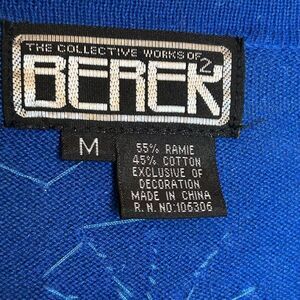 THE COLLECTIVE WORKS OF
BEREK 2
M
55% RAMIE
45% COTTON
EXCLUSIVE OF
DECORATION
MADE IN CHINA
R. N. NO:106306